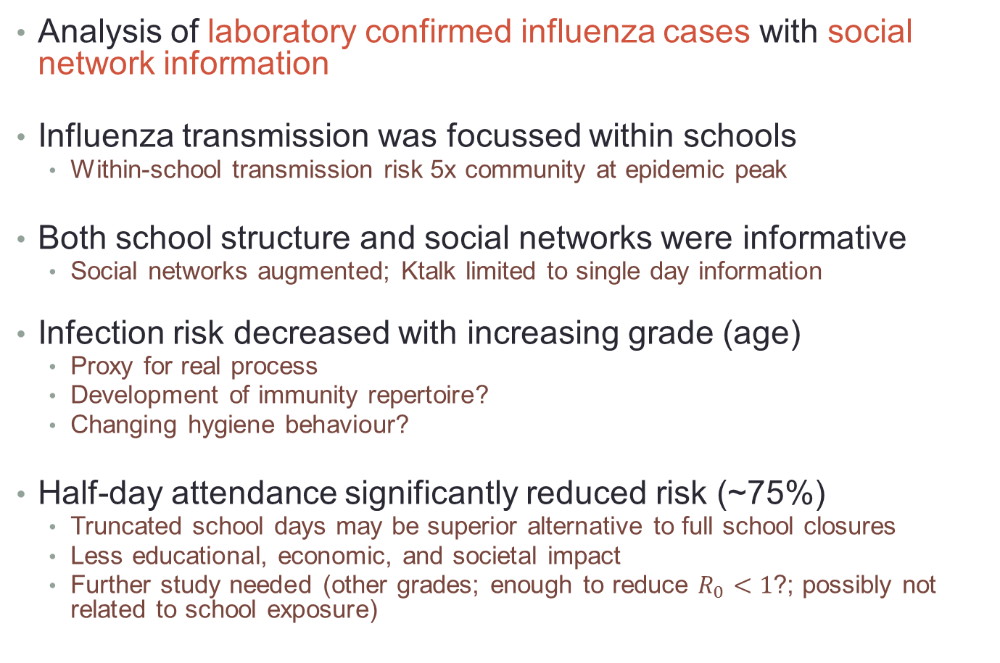 • Analysis of laboratory confirmed influenza cases with social
network information
• Influenza transmission was focussed within schools
• Within-school transmission risk 5x community at epidemic peak
• Both school structure and social networks were informative
• Social networks augmented; Ktalk limited to single day information
• Infection risk decreased with increasing grade (age)
• Proxy for real process
• Development of immunity repertoire?
• Changing hygiene behaviour?
• Half-day attendance significantly reduced risk (~75%)
• Truncated school days may be superior alternative to full school closures
• Less educational, economic, and societal impact
• Further study needed (other grades; enough to reduce R₀ < 1?; possibly not
related to school exposure)